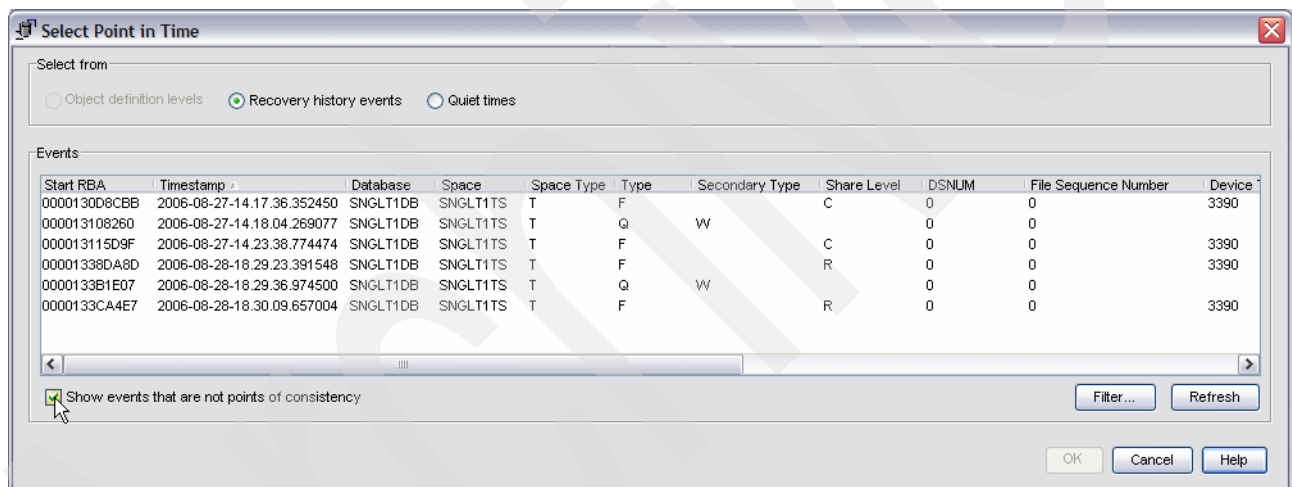 Select Point in Time
Select from
Object definition levels Recovery history events Quiet times
Events
Start RBA Timestamp Database Space Space Type Type Secondary Type Share Level DSNUM File Sequence Number Device
0000130D8CBB 2006-08-27-14.17.36.352450 SNGLT1DB SNGLT1TS T F C 0 0 3390
000013108260 2006-08-27-14.18.04.269077 SNGLT1DB SNGLT1TS T Q W 0 0
000013115D9F 2006-08-27-14.23.38.774474 SNGLT1DB SNGLT1TS T F C 0 0 3390
00001338DA8D 2006-08-28-18.29.23.391548 SNGLT1DB SNGLT1TS T F R 0 0 3390
0000133B1E07 2006-08-28-18.29.36.974500 SNGLT1DB SNGLT1TS T Q W 0 0
0000133CA4E7 2006-08-28-18.30.09.657004 SNGLT1DB SNGLT1TS T F R 0 0 3390
Show events that are not points of consistency
Filter... Refresh
OK Cancel Help